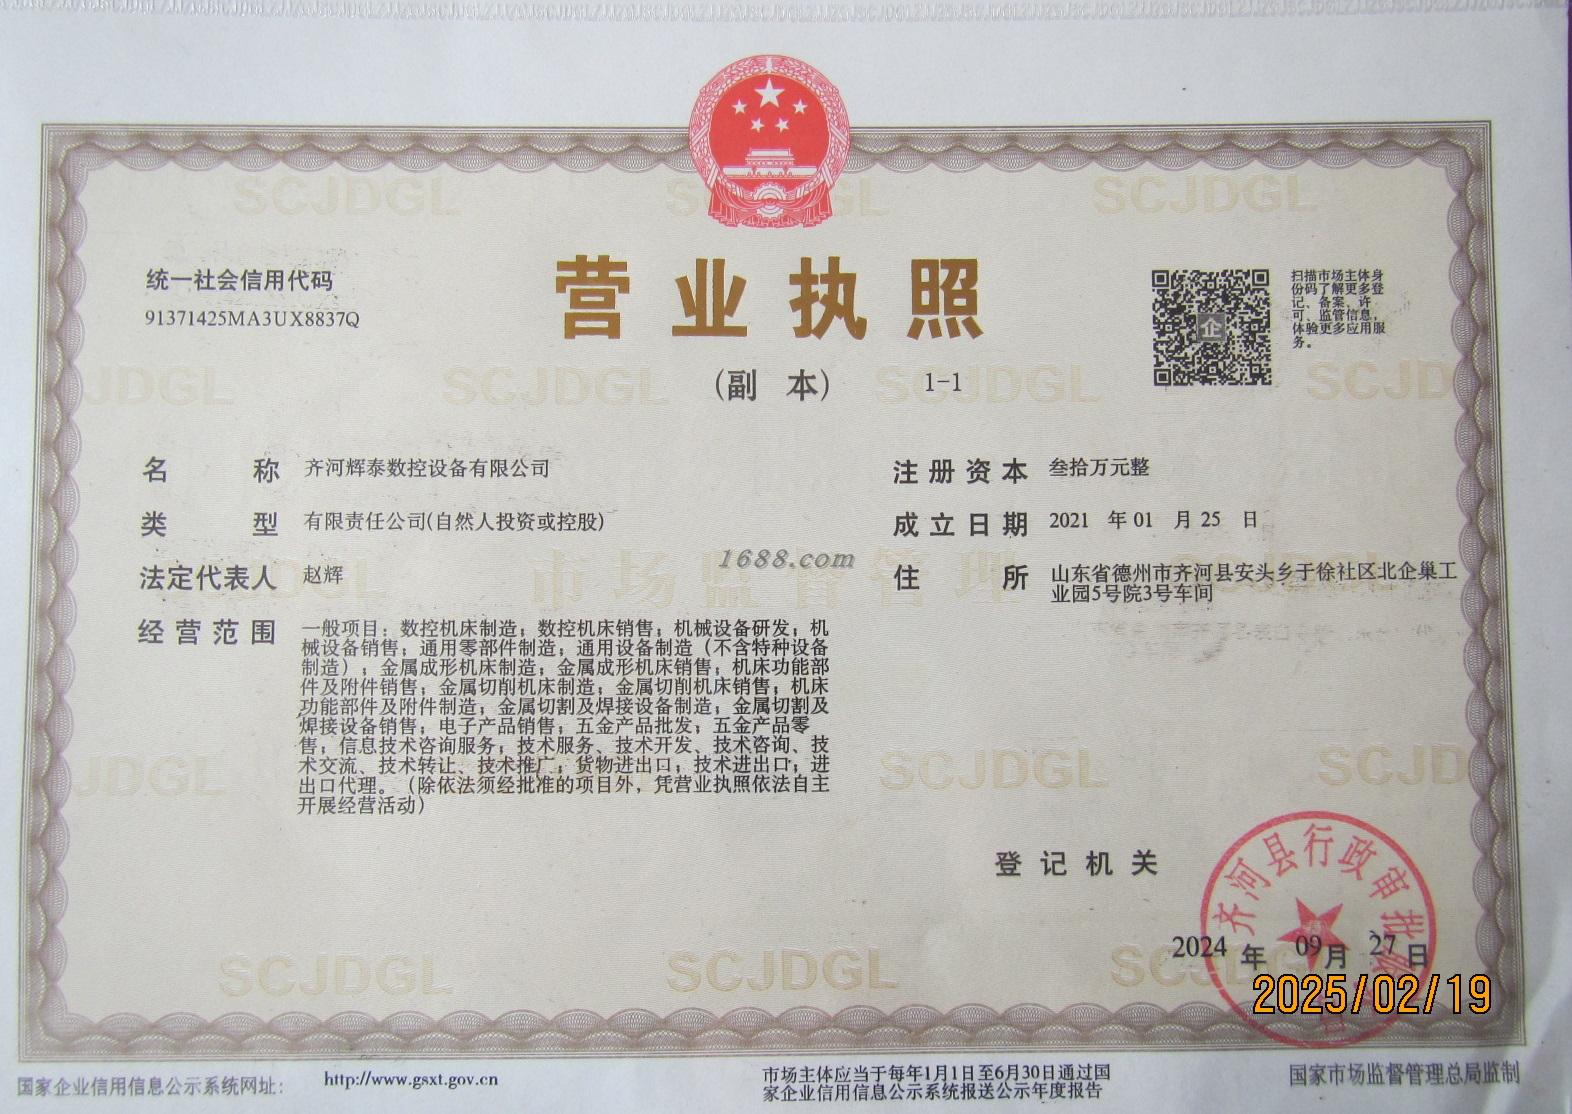 统一社会信用代码
91371425MA3UX8837Q
营业执照
(副 本) 1-1
扫描市场主体身
份码了解更多登
记、备案、许
可、监管信息,
体验更多应用服
务。
名 称 齐河辉泰数控设备有限公司
类 型 有限责任公司(自然人投资或控股)
法定代表人 赵辉
经营范围 一般项目:数控机床制造;数控机床销售;机械设备研发;机
械设备销售;通用零部件制造;通用设备制造(不含特种设备
制造);金属成形机床制造;金属成形机床销售;机床功能部
件及附件销售;金属切削机床制造;金属切削机床销售;机床
功能部件及附件制造;金属切割及焊接设备制造;金属切割及
焊接设备销售;电子产品销售;五金产品批发;五金产品零
售;信息技术咨询服务;技术服务、技术开发、技术咨询、技
术交流、技术转让、技术推广;货物进出口;技术进出口;进
出口代理。(除依法须经批准的项目外,凭营业执照依法自主
开展经营活动)
注册资本 叁拾万元整
成立日期 2021 年 01 月 25 日
住 所 山东省德州市齐河县安头乡于徐社区北企巢工
业园5号院3号车间
1688.com
SCJDGL
市场监督管理
登记机关
齐河县行政审批
2024 年 09 月 27 日
2025/02/19
国家企业信用信息公示系统网址: http://www.gsxt.gov.cn
市场主体应当于每年1月1日至6月30日通过国
家企业信用信息公示系统报送公示年度报告
国家市场监督管理总局监制